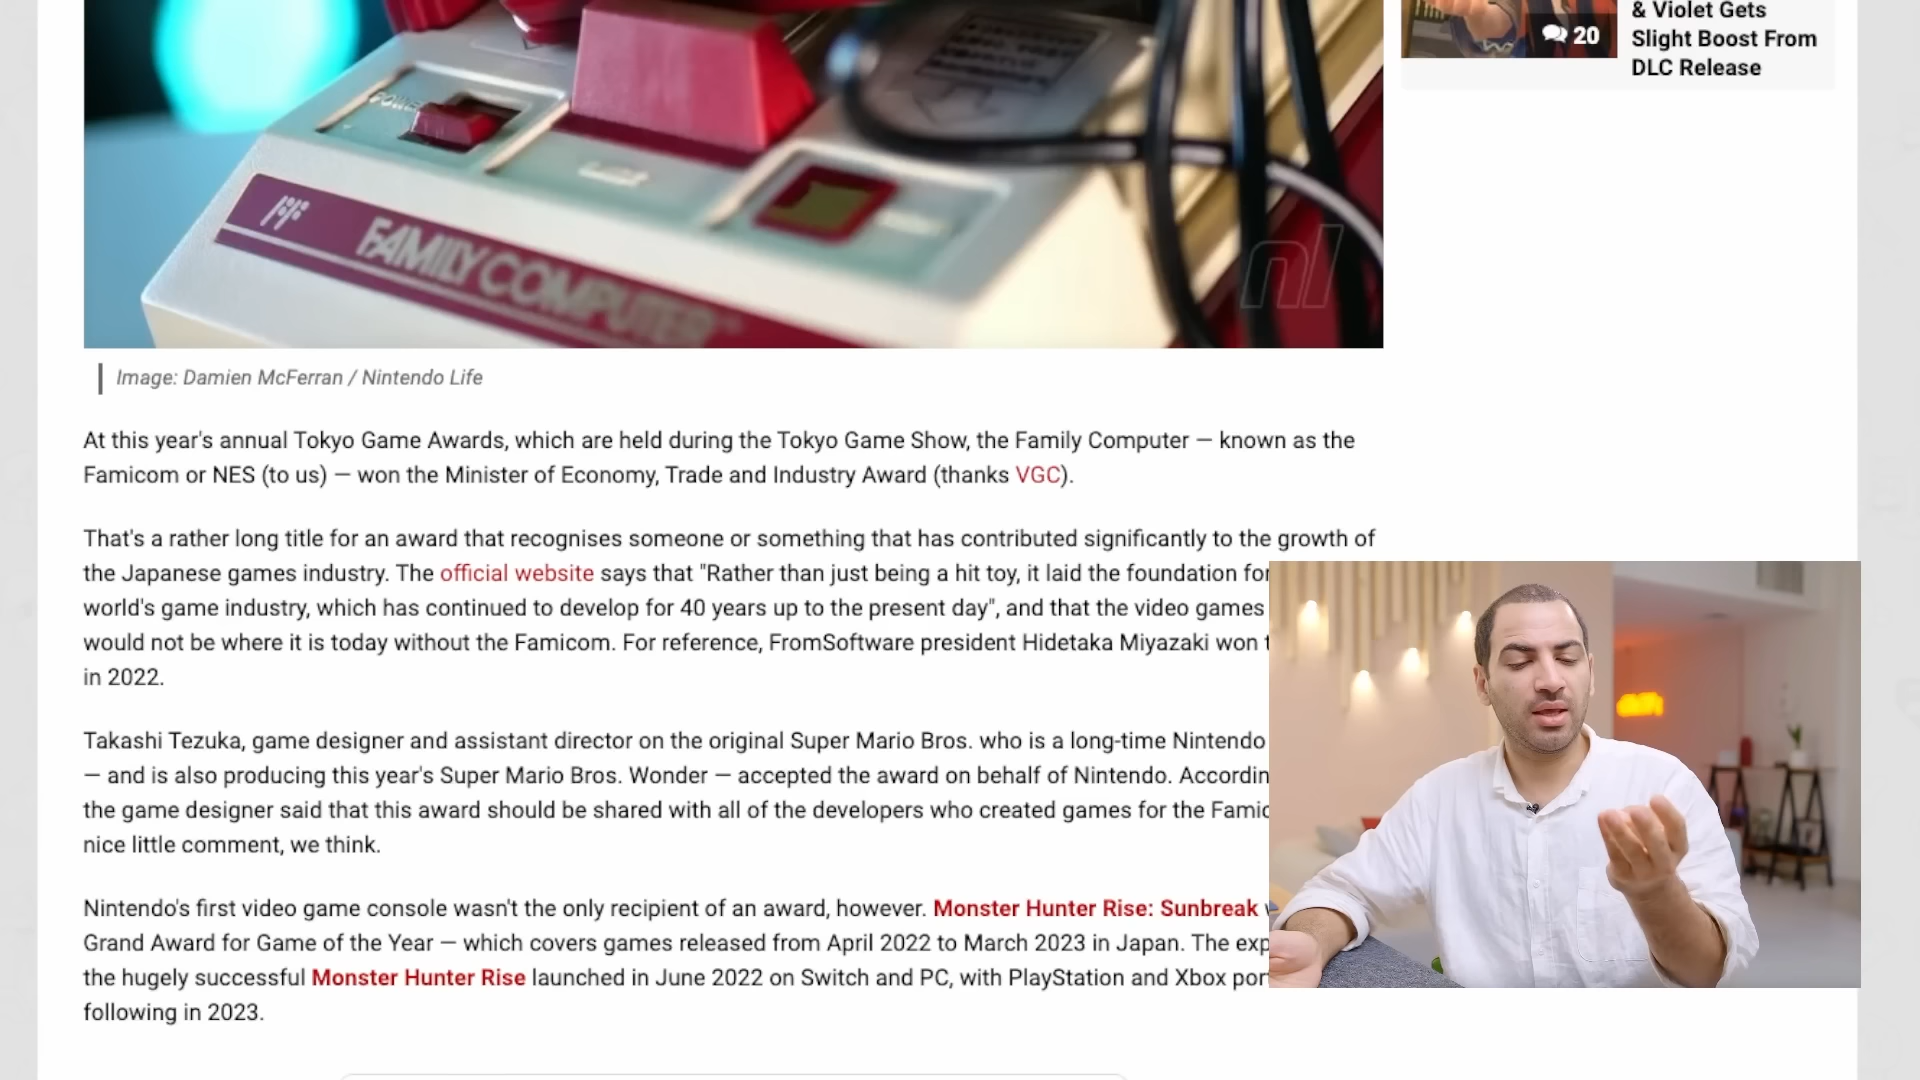 & Violet Gets
20
Slight Boost From
DLC Release
POWER
FAMILY COMPUTER
nl
Image: Damien McFerran / Nintendo Life
At this year's annual Tokyo Game Awards, which are held during the Tokyo Game Show, the Family Computer — known as the
Famicom or NES (to us) — won the Minister of Economy, Trade and Industry Award (thanks VGC).
That's a rather long title for an award that recognises someone or something that has contributed significantly to the growth of
the Japanese games industry. The official website says that "Rather than just being a hit toy, it laid the foundation for
world's game industry, which has continued to develop for 40 years up to the present day", and that the video games
would not be where it is today without the Famicom. For reference, FromSoftware president Hidetaka Miyazaki won
in 2022.
Takashi Tezuka, game designer and assistant director on the original Super Mario Bros. who is a long-time Nintendo
— and is also producing this year's Super Mario Bros. Wonder — accepted the award on behalf of Nintendo.
the game designer said that this award should be shared with all of the developers who created games for the
nice little comment, we think.
Nintendo's first video game console wasn't the only recipient of an award, however. Monster Hunter Rise: Sunbreak
Grand Award for Game of the Year — which covers games released from April 2022 to March 2023 in Japan. The
the hugely successful Monster Hunter Rise launched in June 2022 on Switch and PC, with PlayStation and Xbox
following in 2023.